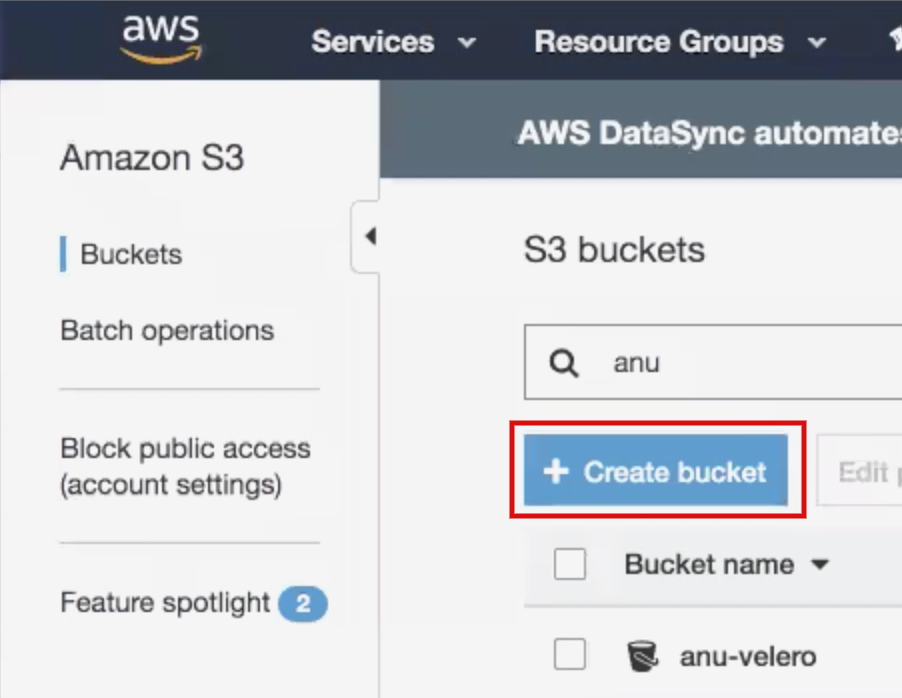 aws
Services
Resource Groups
Amazon S3
Buckets
Batch operations
Block public access
(account settings)
Feature spotlight 2
AWS DataSync automates
S3 buckets
anu
+ Create bucket
Edit
Bucket name
anu-velero